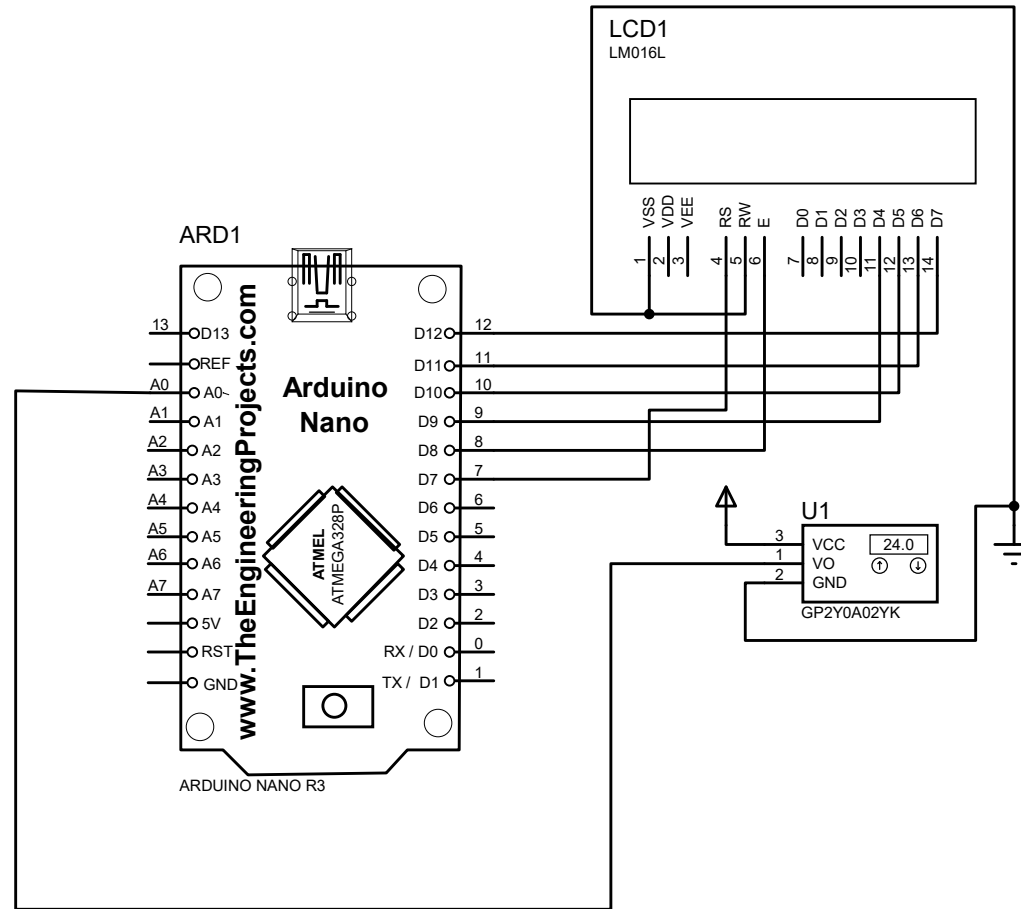 LCD1
LM016L
VSS
VDD
VEE
RS
RW
E
D0
D1
D2
D3
D4
D5
D6
D7
1
2
3
4
5
6
7
8
9
10
11
12
13
14
ARD1
www.TheEngineeringProjects.com
Arduino
Nano
ATMEL
ATMEGA328P
13 D13
REF
A0 A0~
A1 A1
A2 A2
A3 A3
A4 A4
A5 A5
A6 A6
A7 A7
5V
RST
GND
D12 12
D11 11
D10 10
D9 9
D8 8
D7 7
D6 6
D5 5
D4 4
D3 3
D2 2
RX / D0 0
TX / D1 1
ARDUINO NANO R3
U1
3 VCC
1 VO
2 GND
24.0
GP2Y0A02YK